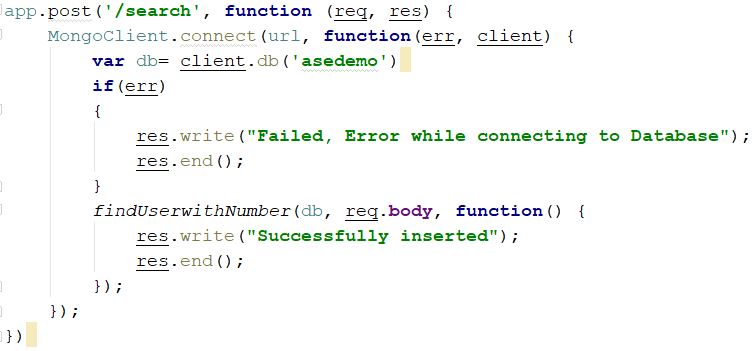 app.post('/search', function (req, res) {
    MongoClient.connect(url, function(err, client) {
        var db= client.db('asedemo')
        if(err)
        {
            res.write("Failed, Error while connecting to Database");
            res.end();
        }
        findUserwithNumber(db, req.body, function() {
            res.write("Successfully inserted");
            res.end();
        });
    });
})